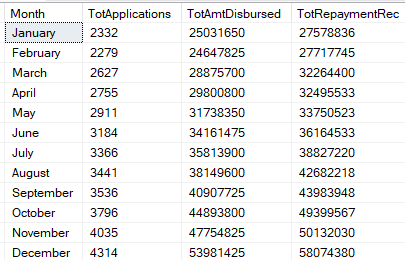 Month TotApplications TotAmtDisbursed TotRepaymentRec
January 2332 25031650 27578836
February 2279 24647825 27717745
March 2627 28875700 32264400
April 2755 29800800 32495533
May 2911 31738350 33750523
June 3184 34161475 36164533
July 3366 35813900 38827220
August 3441 38149600 42682218
September 3536 40907725 43983948
October 3796 44893800 49399567
November 4035 47754825 50132030
December 4314 53981425 58074380